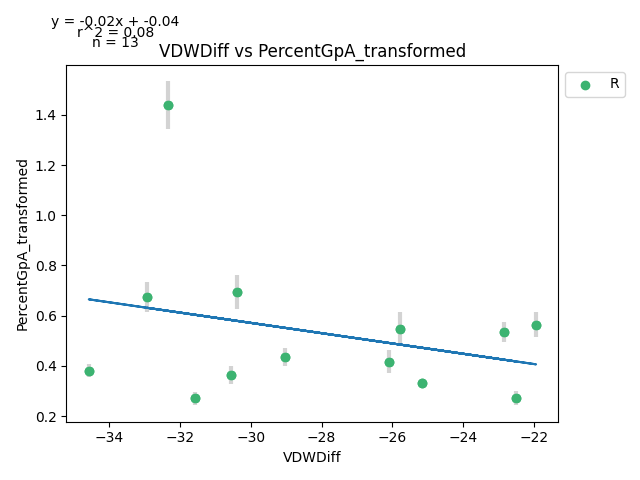 y = -0.02x + -0.04
r^2 = 0.08
n = 13
VDWDiff vs PercentGpA_transformed
R
PercentGpA_transformed
1.4
1.2
1.0
0.8
0.6
0.4
0.2
−34
−32
−30
−28
−26
−24
−22
VDWDiff